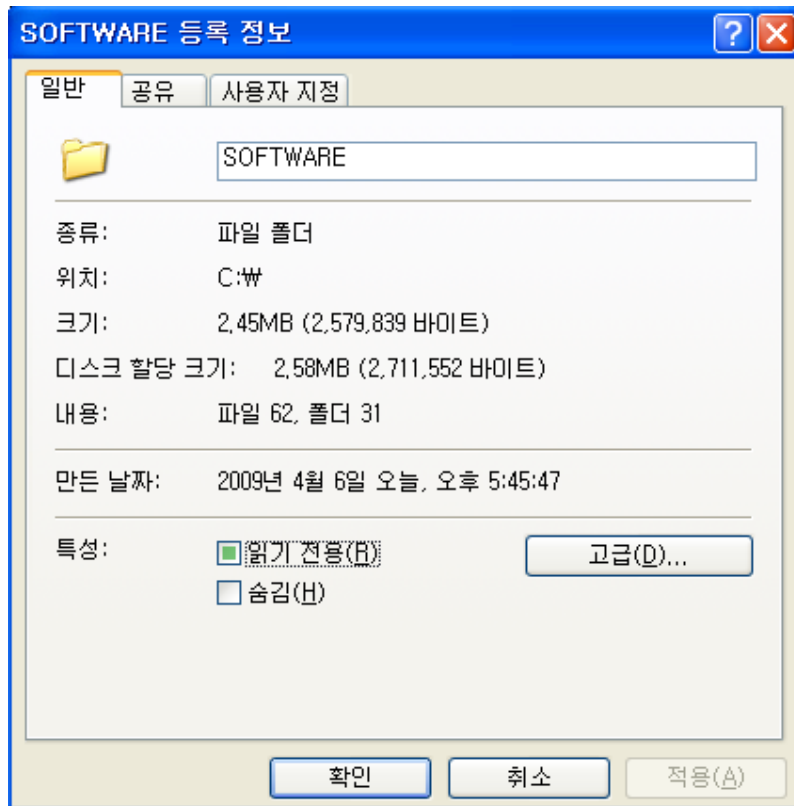 SOFTWARE 등록 정보
일반 공유 사용자 지정
SOFTWARE
종류: 파일 폴더
위치: C:₩
크기: 2,45MB (2,579,839 바이트)
디스크 할당 크기: 2,58MB (2,711,552 바이트)
내용: 파일 62, 폴더 31
만든 날짜: 2009년 4월 6일 오늘, 오후 5:45:47
특성: 읽기 전용(R) 고급(D)...
숨김(H)
확인 취소 적용(A)